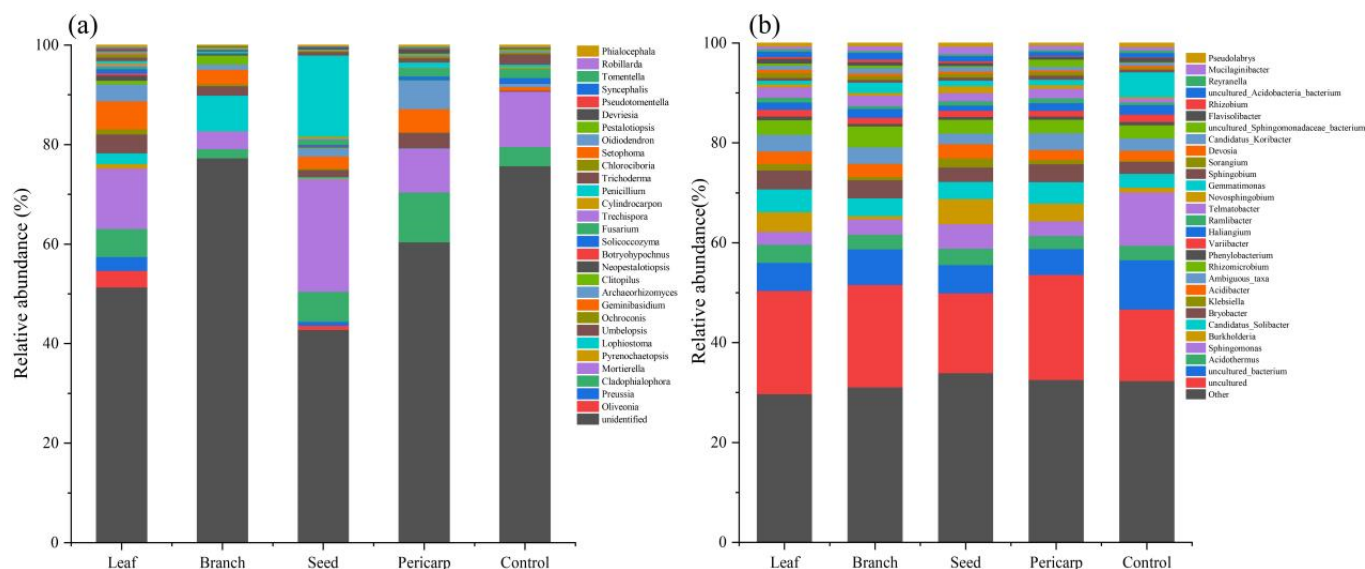 (a)
Relative abundance (%)
100
80
60
40
20
0
Leaf
Branch
Seed
Pericarp
Control
Phialocephala
Robillarda
Tomentella
Syncephalis
Pseudotomentella
Devriesia
Pestalotiopsis
Oidiodendron
Setophoma
Chlorociboria
Trichoderma
Penicillium
Cylindrocarpon
Trechispora
Fusarium
Solicoccozyma
Botryohypochnus
Neopestalotiopsis
Clitopilus
Archaeorhizomyces
Geminibasidium
Ochroconis
Umbelopsis
Lophiostoma
Pyrenochaetopsis
Mortierella
Cladophialophora
Preussia
Oliveonia
unidentified
(b)
Relative abundance(%)
100
80
60
40
20
0
Leaf
Branch
Seed
Pericarp
Control
Pseudolabrys
Mucilaginibacter
Reyranella
uncultured_Acidobacteria_bacterium
Rhizobium
Flavisolibacter
uncultured_Sphingomonadaceae_bacterium
Candidatus_Koribacter
Devosia
Sorangium
Sphingobium
Gemmatimonas
Novosphingobium
Telmatobacter
Ramlibacter
Haliangium
Variibacter
Phenylobacterium
Rhizomicrobium
Ambiguous_taxa
Acidibacter
Klebsiella
Bryobacter
Candidatus_Solibacter
Burkholderia
Sphingomonas
Acidothermus
uncultured_bacterium
uncultured
Other